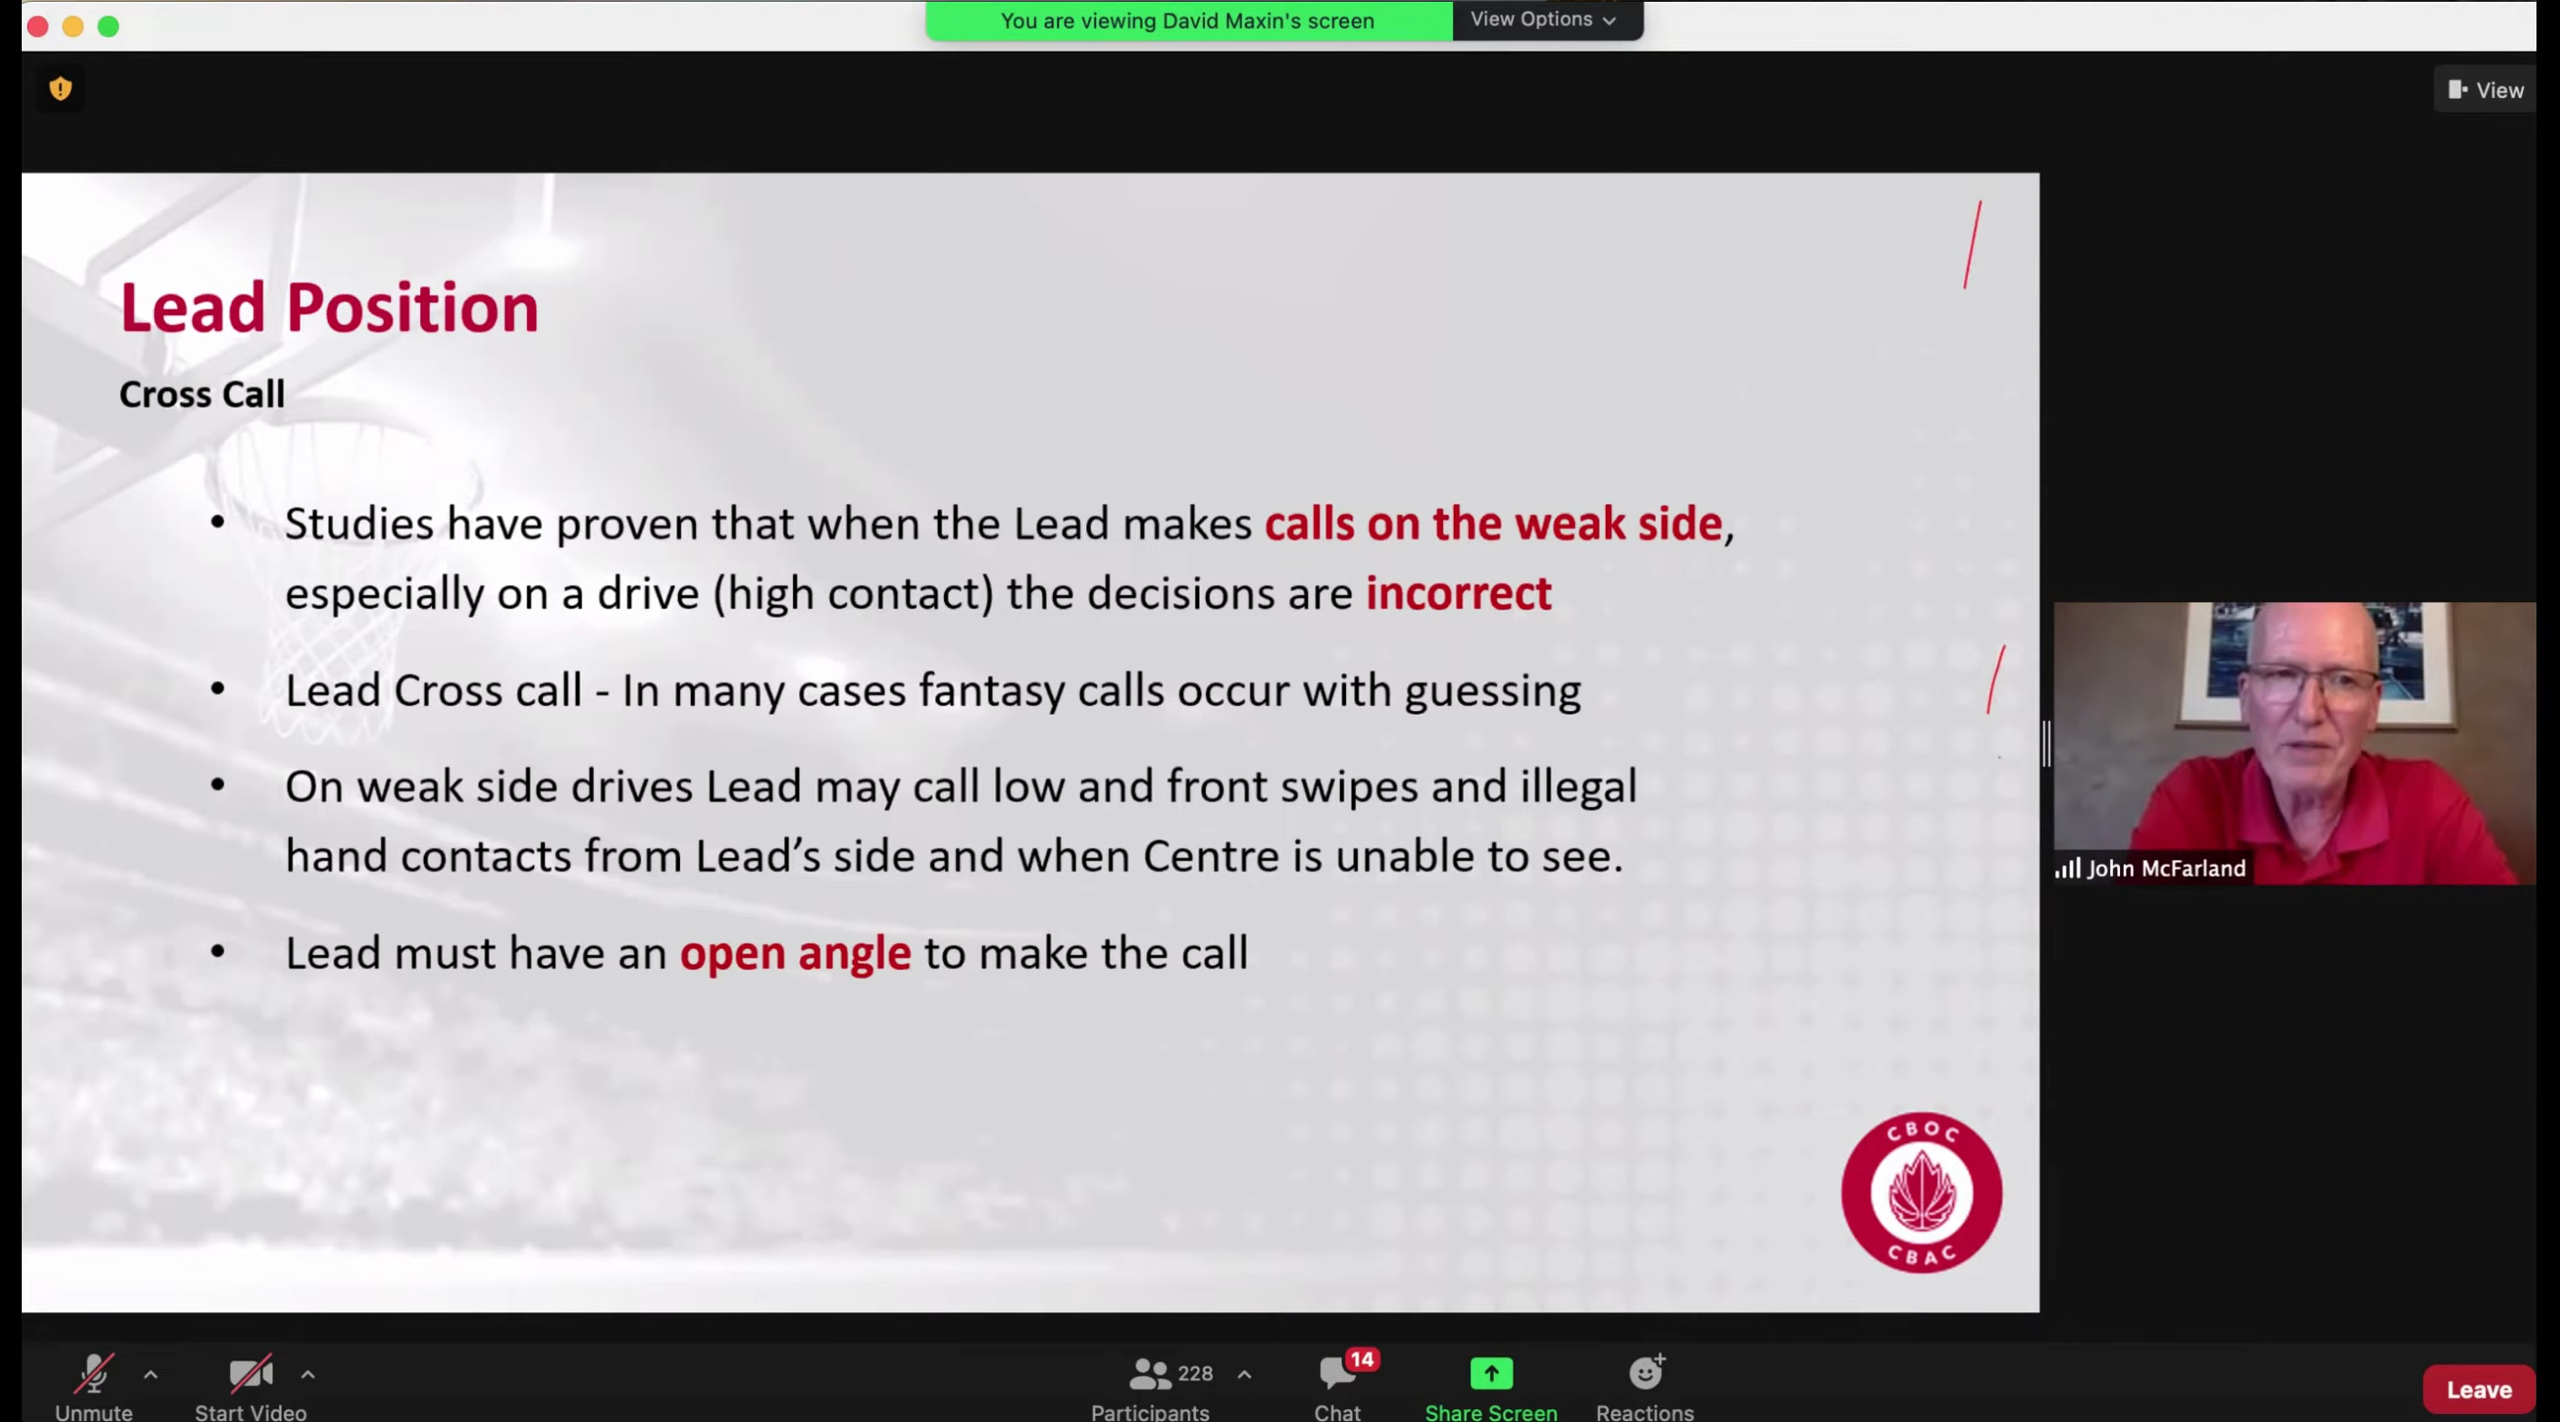 You are viewing David Maxin's screen
View Options
View
Lead Position
Cross Call
• Studies have proven that when the Lead makes calls on the weak side,
especially on a drive (high contact) the decisions are incorrect
• Lead Cross call - In many cases fantasy calls occur with guessing
• On weak side drives Lead may call low and front swipes and illegal
hand contacts from Lead’s side and when Centre is unable to see.
• Lead must have an open angle to make the call
John McFarland
CBOC
CBAC
228
14
Unmute
Start Video
Participants
Chat
Share Screen
Reactions
Leave